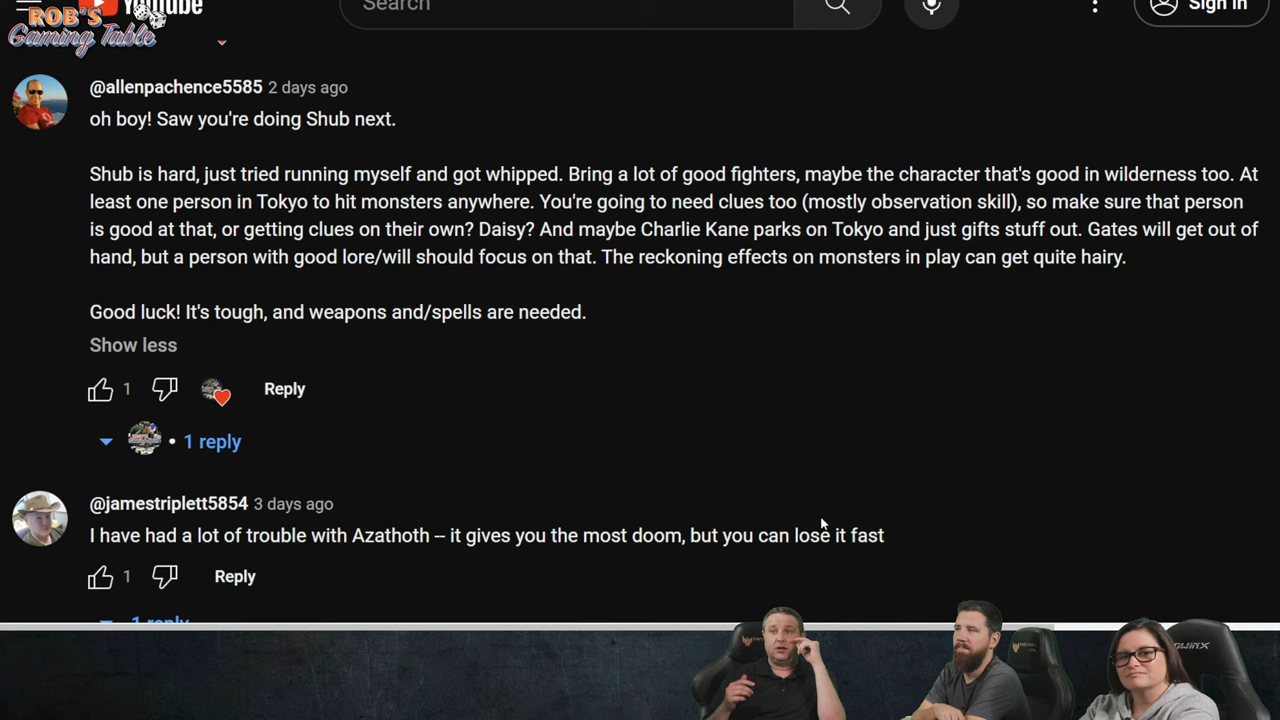 YouTube
ROB'S
Gaming Table
Search
Sign in
@allenpachence5585 2 days ago
oh boy! Saw you're doing Shub next.
Shub is hard, just tried running myself and got whipped. Bring a lot of good fighters, maybe the character that's good in wilderness too. At
least one person in Tokyo to hit monsters anywhere. You're going to need clues too (mostly observation skill), so make sure that person
is good at that, or getting clues on their own? Daisy? And maybe Charlie Kane parks on Tokyo and just gifts stuff out. Gates will get out of
hand, but a person with good lore/will should focus on that. The reckoning effects on monsters in play can get quite hairy.
Good luck! It's tough, and weapons and/spells are needed.
Show less
1
Reply
• 1 reply
@jamestriplett5854 3 days ago
I have had a lot of trouble with Azathoth -- it gives you the most doom, but you can lose it fast
1
Reply
1 reply